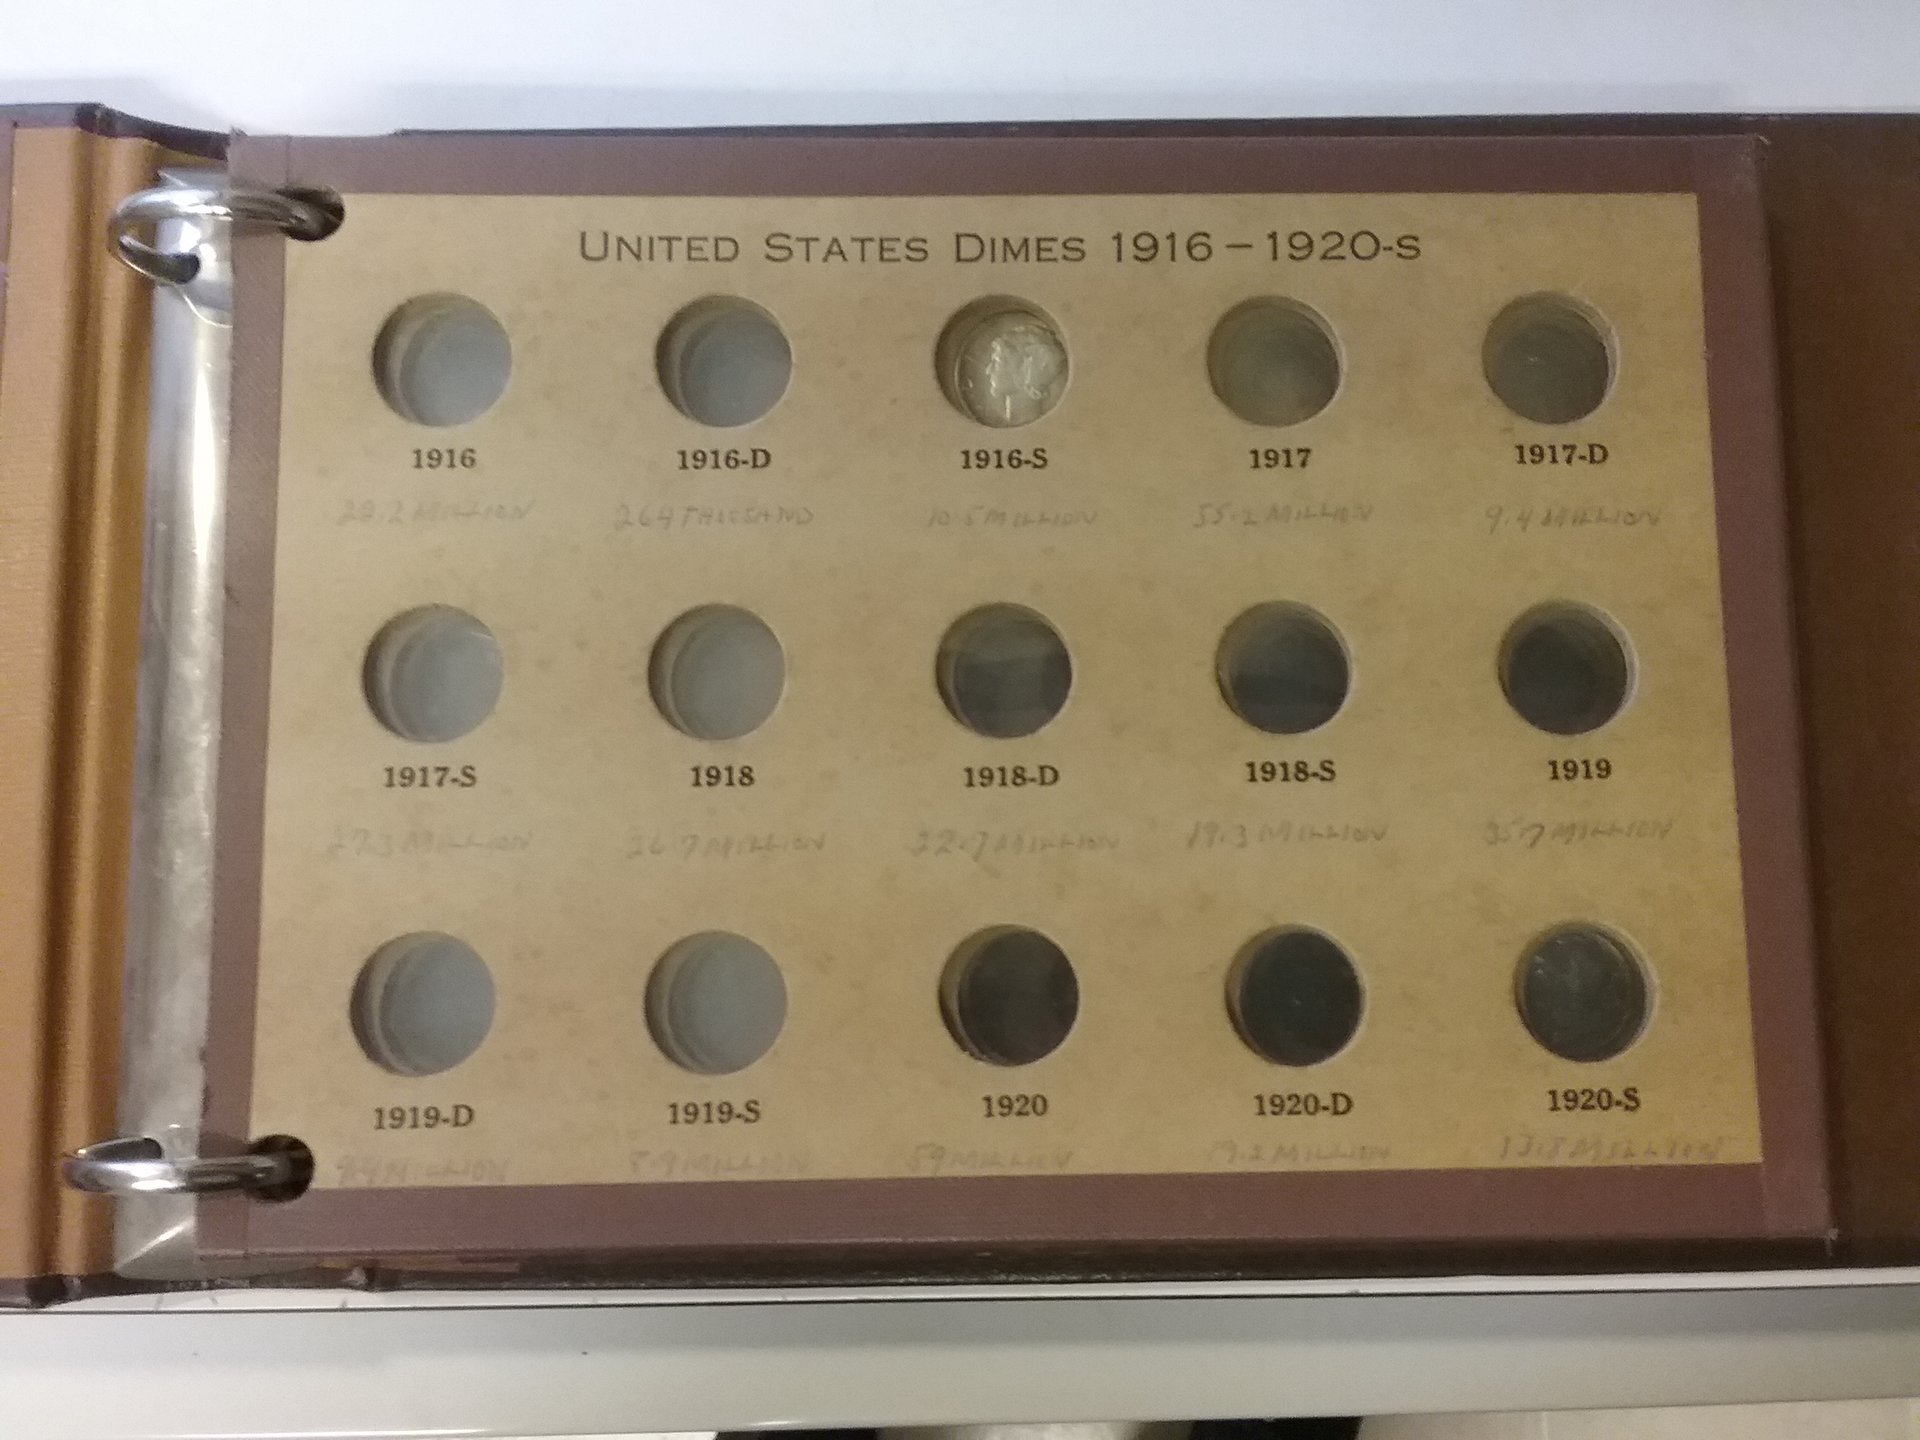 UNITED STATES DIMES 1916 – 1920-S
1916 1916-D 1916-S 1917 1917-D
22.2 MILLION 264 THOUSAND 10.5 MILLION 55.2 MILLION 9.4 MILLION
1917-S 1918 1918-D 1918-S 1919
27.3 MILLION 26.7 MILLION 22.7 MILLION 19.3 MILLION 35.7 MILLION
1919-D 1919-S 1920 1920-D 1920-S
MILLION 8.9 MILLION 59 MILLION 19.2 MILLION 13.8 MILLION